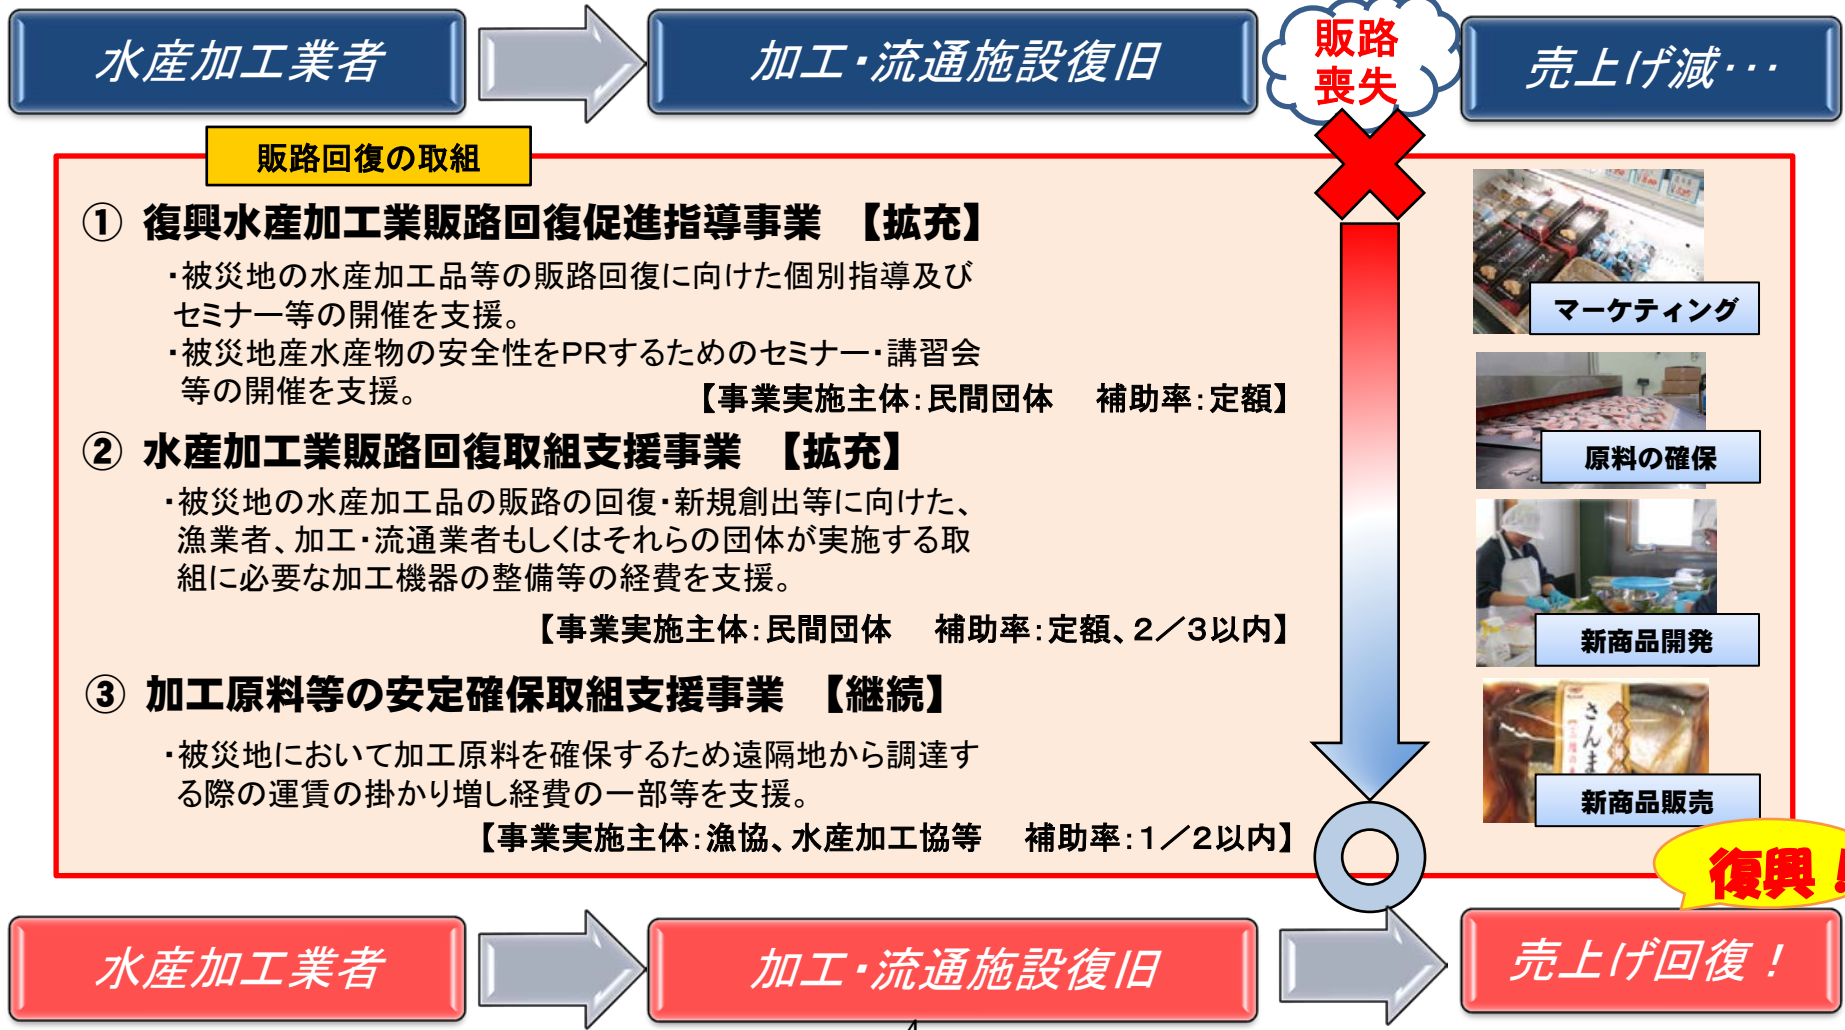 水産加工業者
加工・流通施設復旧
販路
喪失
売上げ減・・・
販路回復の取組
① 復興水産加工業販路回復促進指導事業 【拡充】
・被災地の水産加工品等の販路回復に向けた個別指導及び
セミナー等の開催を支援。
・被災地産水産物の安全性をPRするためのセミナー・講習会
等の開催を支援。
【事業実施主体：民間団体 補助率：定額】
② 水産加工業販路回復取組支援事業 【拡充】
・被災地の水産加工品の販路の回復・新規創出等に向けた、
漁業者、加工・流通業者もしくはそれらの団体が実施する取
組に必要な加工機器の整備等の経費を支援。
【事業実施主体：民間団体 補助率：定額、２／３以内】
③ 加工原料等の安定確保取組支援事業 【継続】
・被災地において加工原料を確保するため遠隔地から調達す
る際の運賃の掛かり増し経費の一部等を支援。
【事業実施主体：漁協、水産加工協等 補助率：１／２以内】
マーケティング
原料の確保
新商品開発
さんま
新商品販売
復興！
水産加工業者
加工・流通施設復旧
売上げ回復！